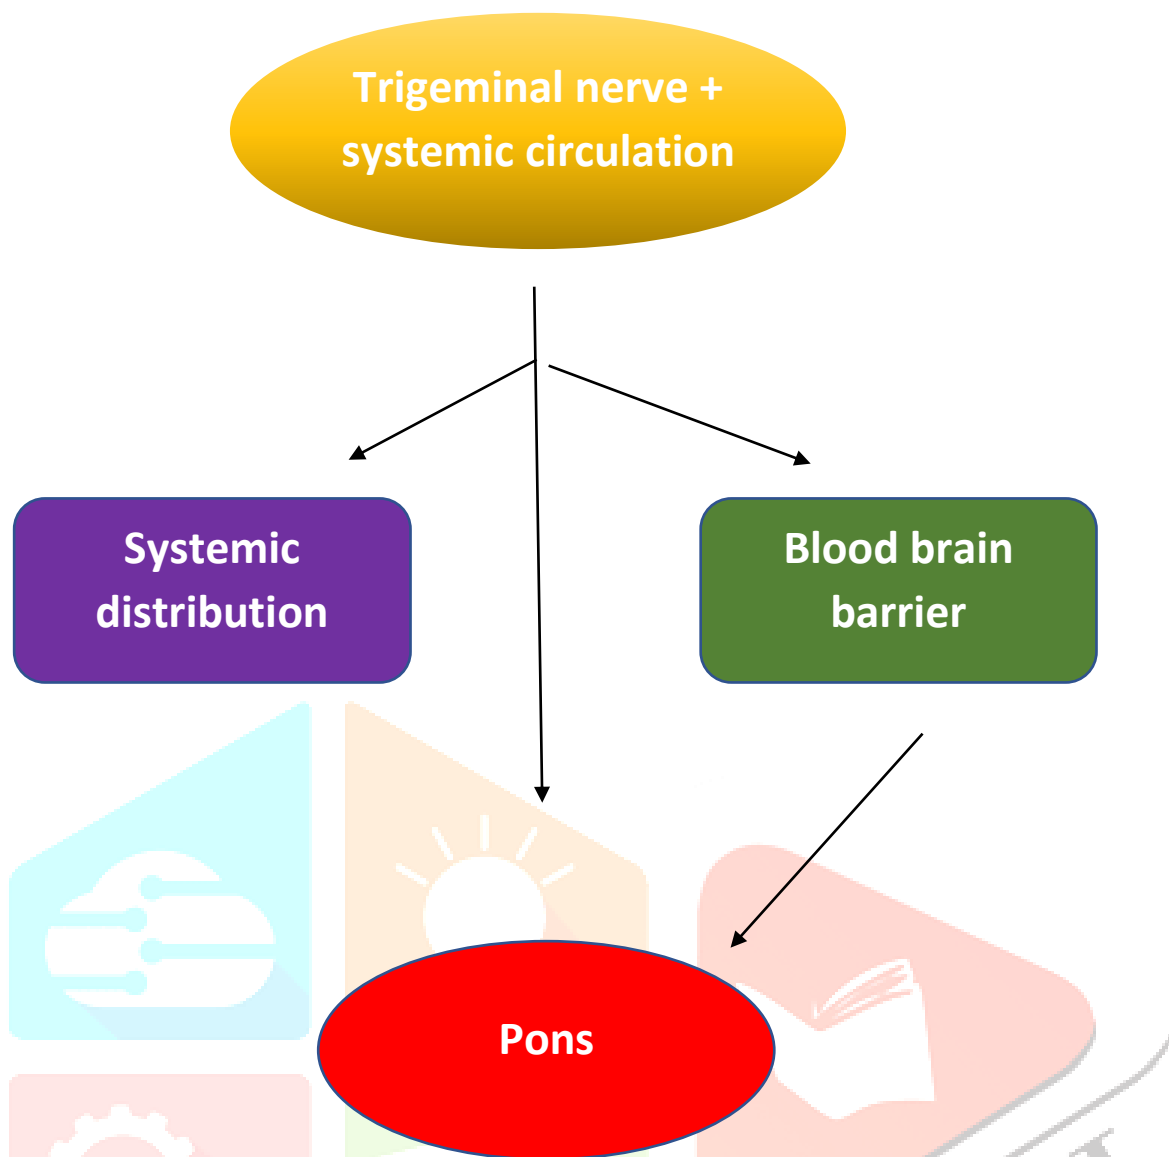 Trigeminal nerve +
systemic circulation
Systemic
distribution
Blood brain
barrier
Pons